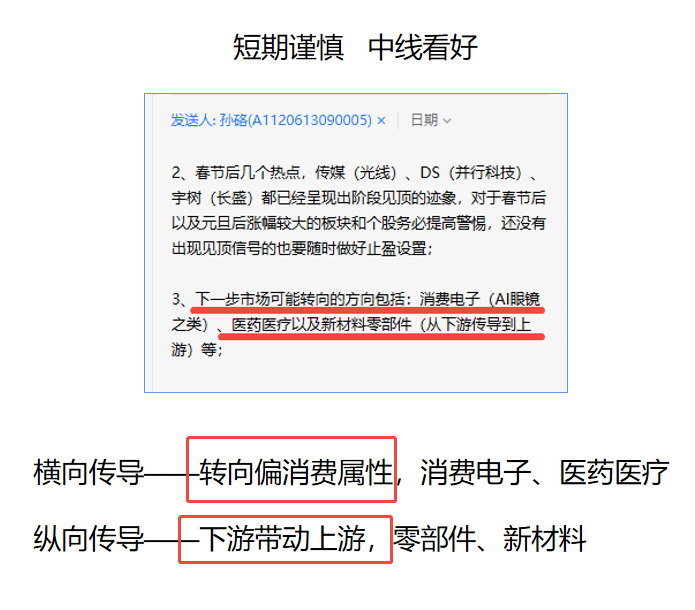 短期谨慎 中线看好
发送人: 孙硌(A1120613090005) × 日期
2、春节后几个热点，传媒（光线）、DS（并行科技）、
宇树（长盛）都已经呈现出阶段见顶的迹象，对于春节后
以及元旦后涨幅较大的板块和个股务必提高警惕，还没有
出现见顶信号的也要随时做好止盈设置；
3、下一步市场可能转向的方向包括：消费电子（AI眼镜
之类）、医药医疗以及新材料零部件（从下游传导到上
游）等；
横向传导——转向偏消费属性，消费电子、医药医疗
纵向传导——下游带动上游，零部件、新材料